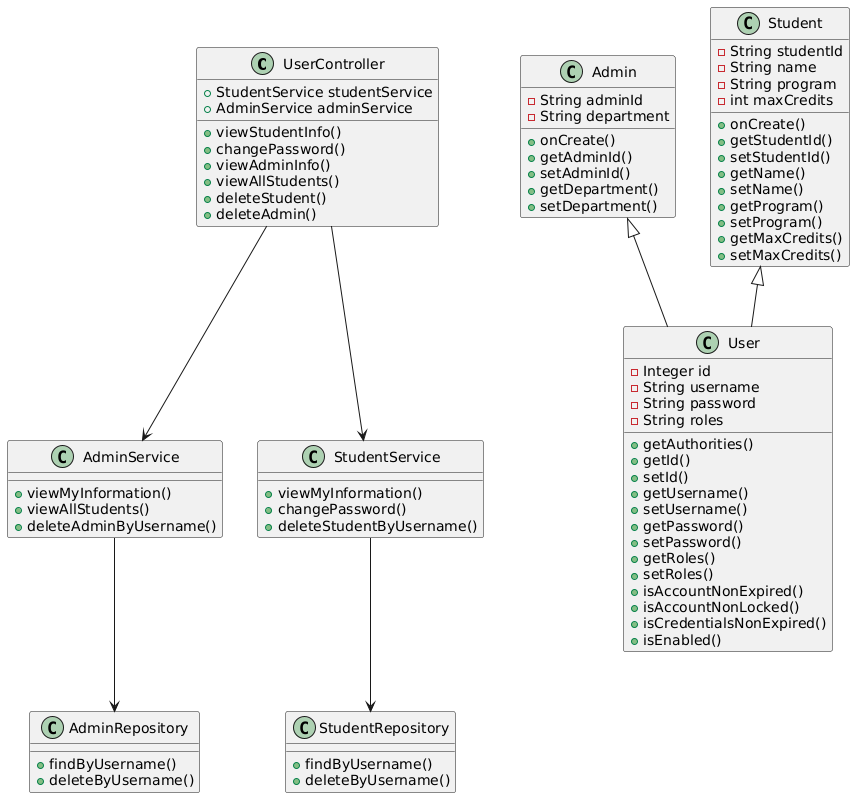 C UserController
StudentService studentService
AdminService adminService
viewStudentInfo()
changePassword()
viewAdminInfo()
viewAllStudents()
deleteStudent()
deleteAdmin()
C Admin
String adminId
String department
onCreate()
getAdminId()
setAdminId()
getDepartment()
setDepartment()
C Student
String studentId
String name
String program
int maxCredits
onCreate()
getStudentId()
setStudentId()
getName()
setName()
getProgram()
setProgram()
getMaxCredits()
setMaxCredits()
C AdminService
viewMyInformation()
viewAllStudents()
deleteAdminByUsername()
C StudentService
viewMyInformation()
changePassword()
deleteStudentByUsername()
C User
Integer id
String username
String password
String roles
getAuthorities()
getId()
setId()
getUsername()
setUsername()
getPassword()
setPassword()
getRoles()
setRoles()
isAccountNonExpired()
isAccountNonLocked()
isCredentialsNonExpired()
isEnabled()
C AdminRepository
findByUsername()
deleteByUsername()
C StudentRepository
findByUsername()
deleteByUsername()